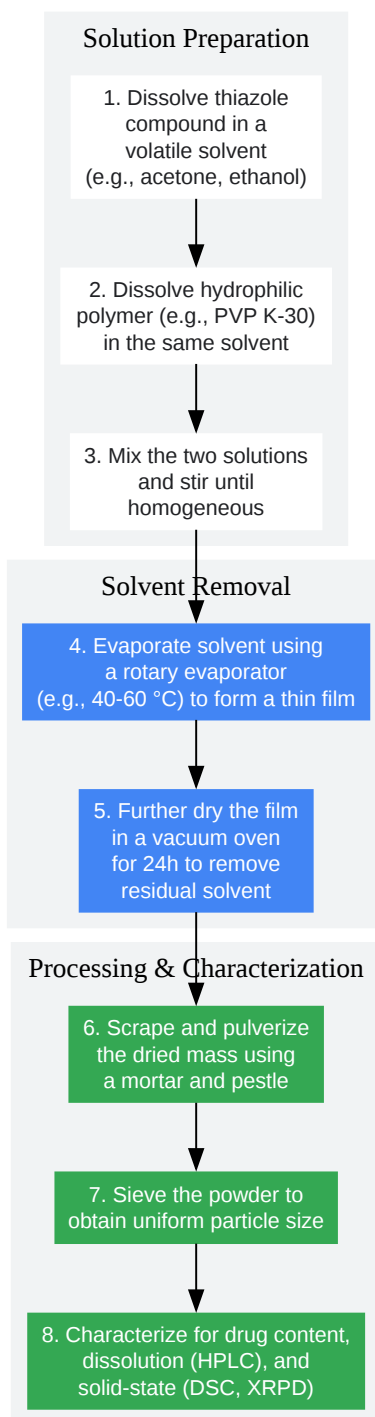 Solution Preparation
1. Dissolve thiazole
compound in a
volatile solvent
(e.g., acetone, ethanol)
2. Dissolve hydrophilic
polymer (e.g., PVP K-30)
in the same solvent
3. Mix the two solutions
and stir until
homogeneous
Solvent Removal
4. Evaporate solvent using
a rotary evaporator
(e.g., 40-60 °C) to form a thin film
5. Further dry the film
in a vacuum oven
for 24h to remove
residual solvent
Processing & Characterization
6. Scrape and pulverize
the dried mass using
a mortar and pestle
7. Sieve the powder to
obtain uniform particle size
8. Characterize for drug content,
dissolution (HPLC), and
solid-state (DSC, XRPD)